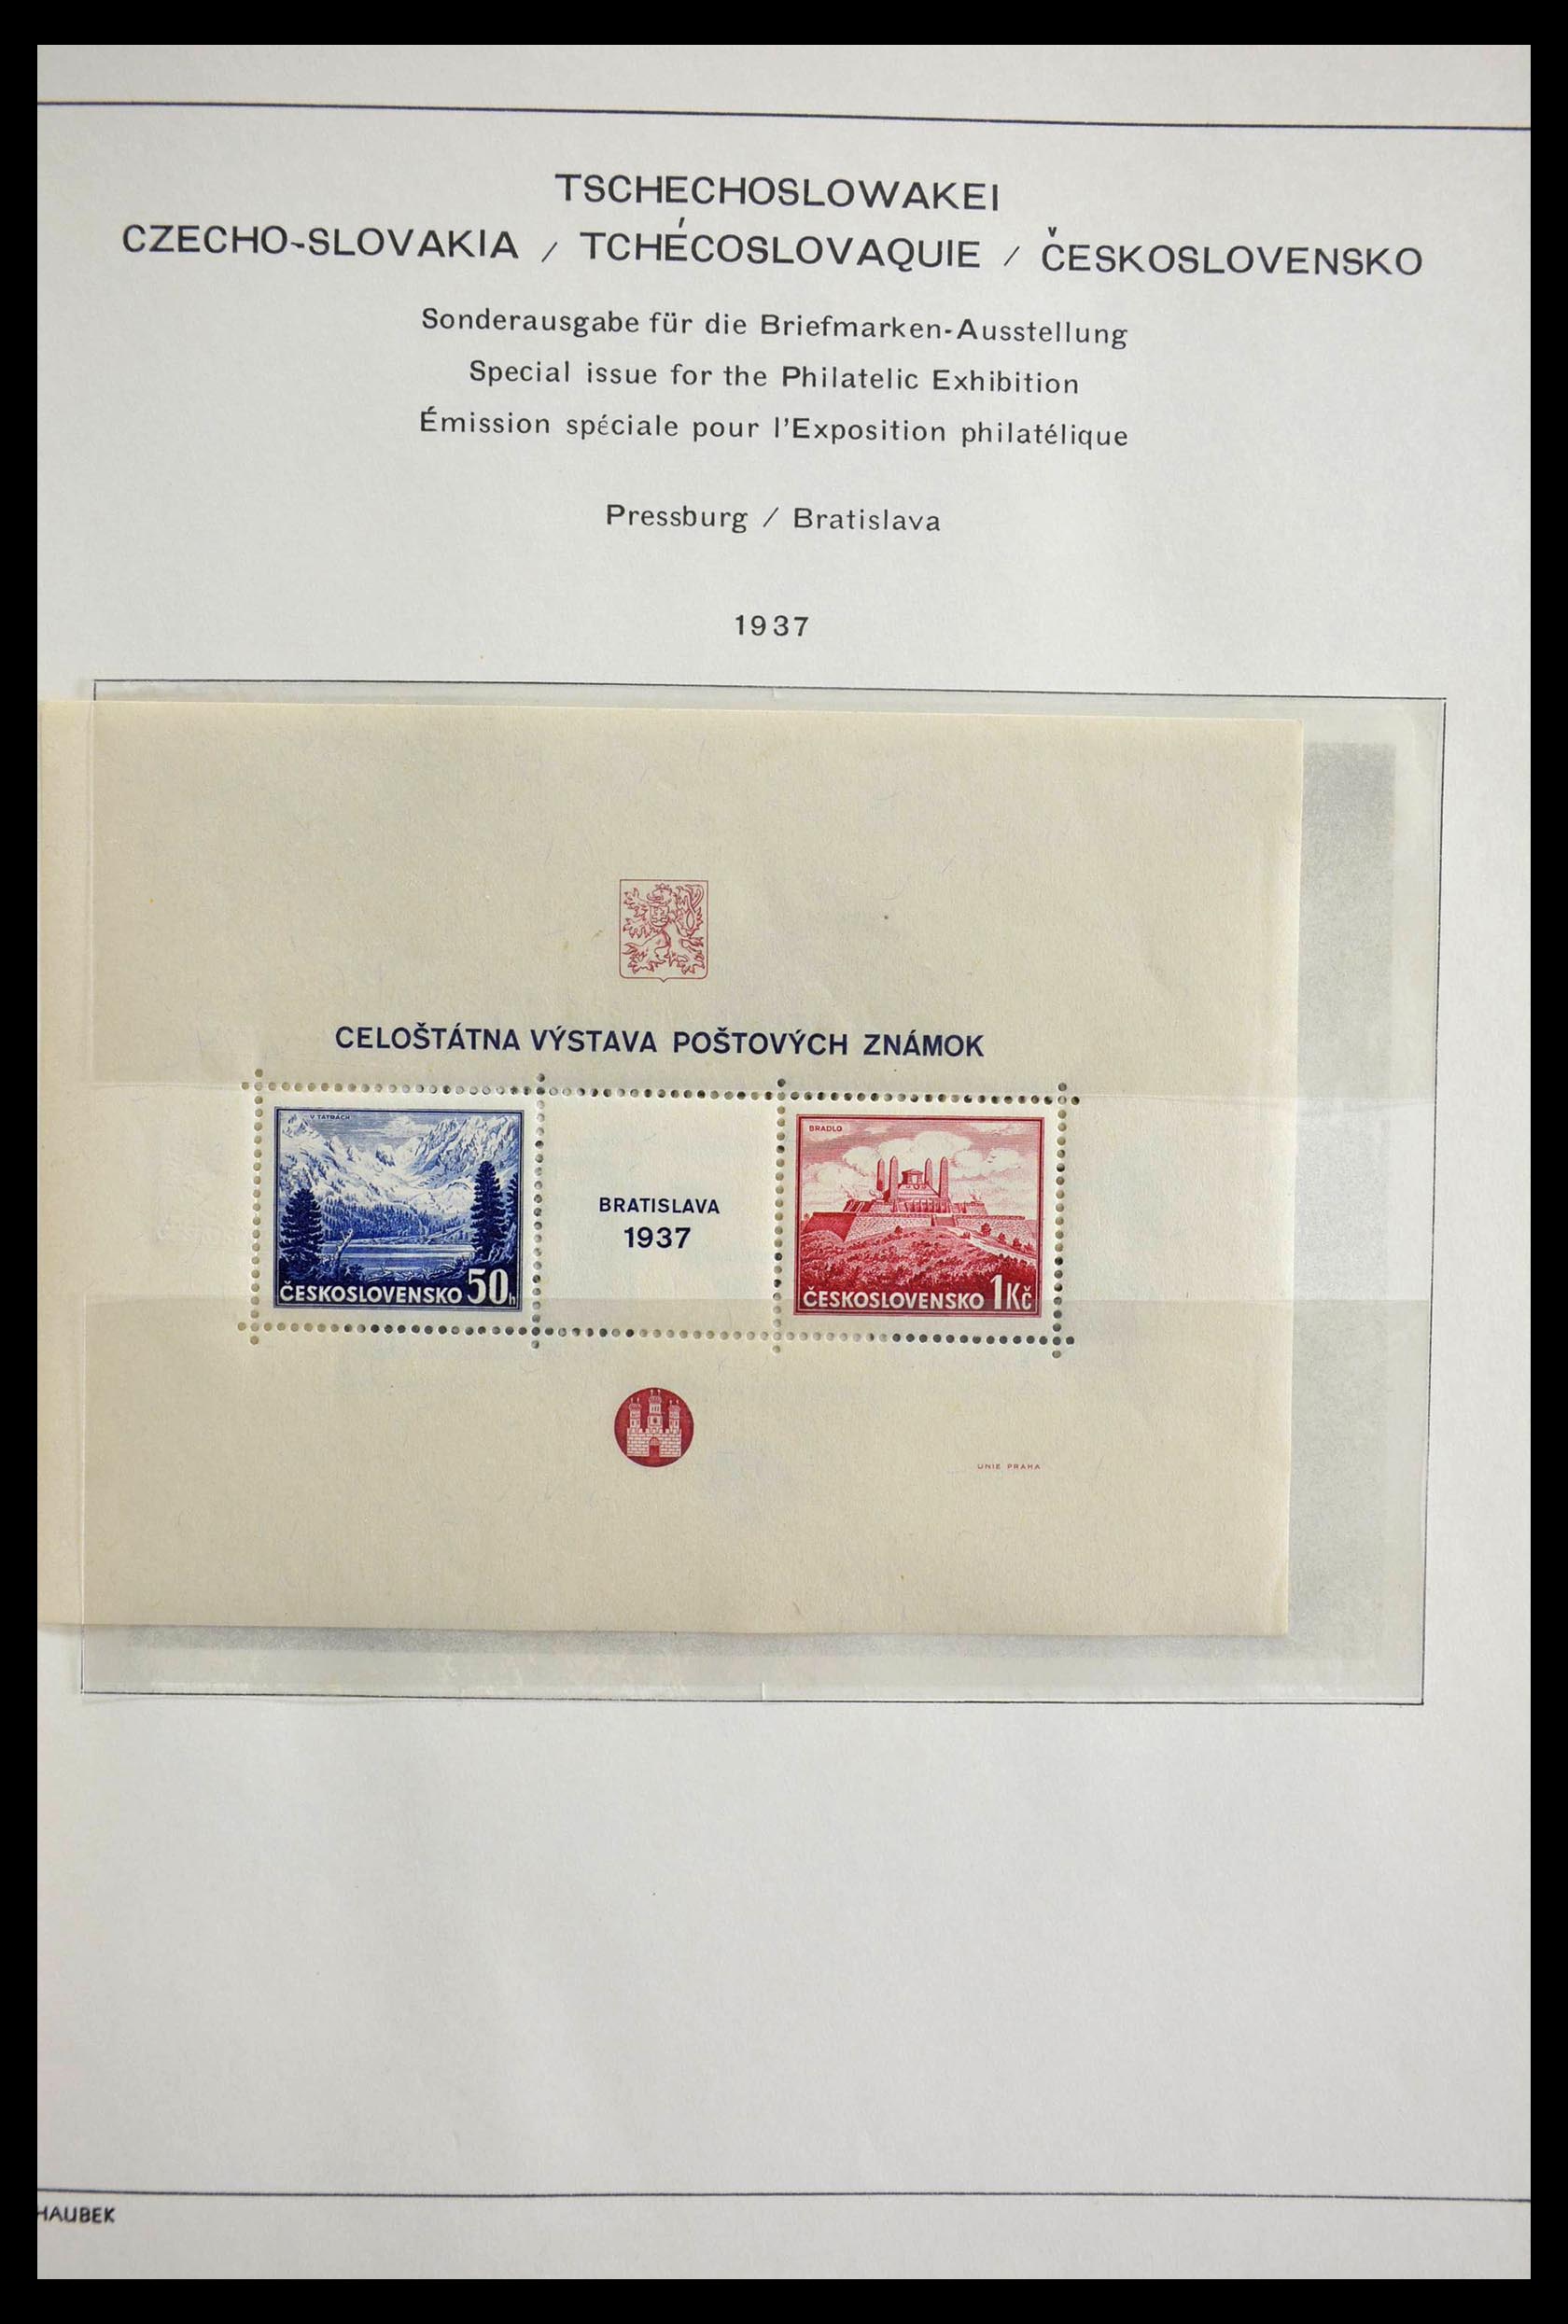 TSCHECHOSLOWAKEI
CZECHO-SLOVAKIA / TCHÉCOSLOVAQUIE / ČESKOSLOVENSKO
Sonderausgabe für die Briefmarken-Ausstellung
Special issue for the Philatelic Exhibition
Émission spéciale pour l'Exposition philatélique
Pressburg / Bratislava
1937
CELOŠTÁTNA VÝSTAVA POŠTOVÝCH ZNÁMOK
V TATRÁCH
ČESKOSLOVENSKO 50h
BRATISLAVA
1937
BRADLO
ČESKOSLOVENSKO 1Kč
UNIE PRAHA
HAUBEK